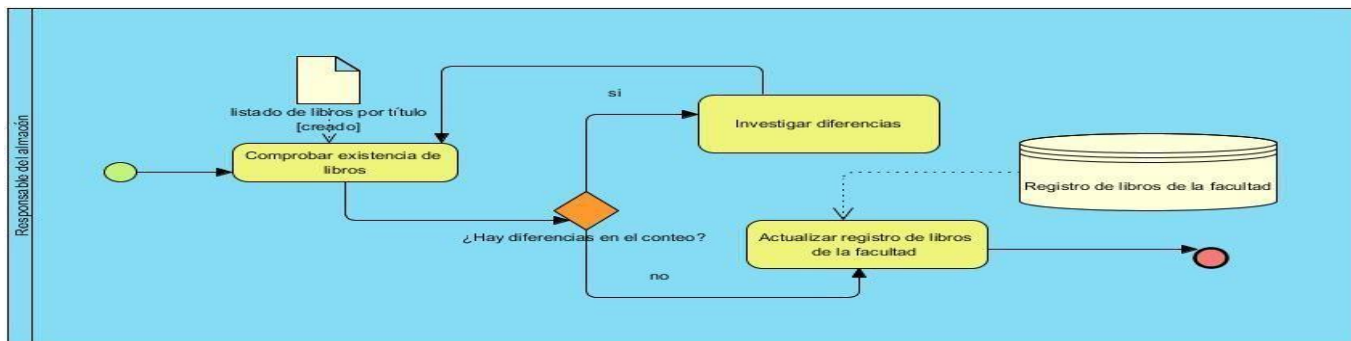 Responsable del almacón
listado de libros por título
[creado]
Comprobar existencia de
libros
si
Investigar diferencias
¿Hay diferencias en el conteo?
no
Registro de libros de la facultad
Actualizar registro de libros
de la facultad